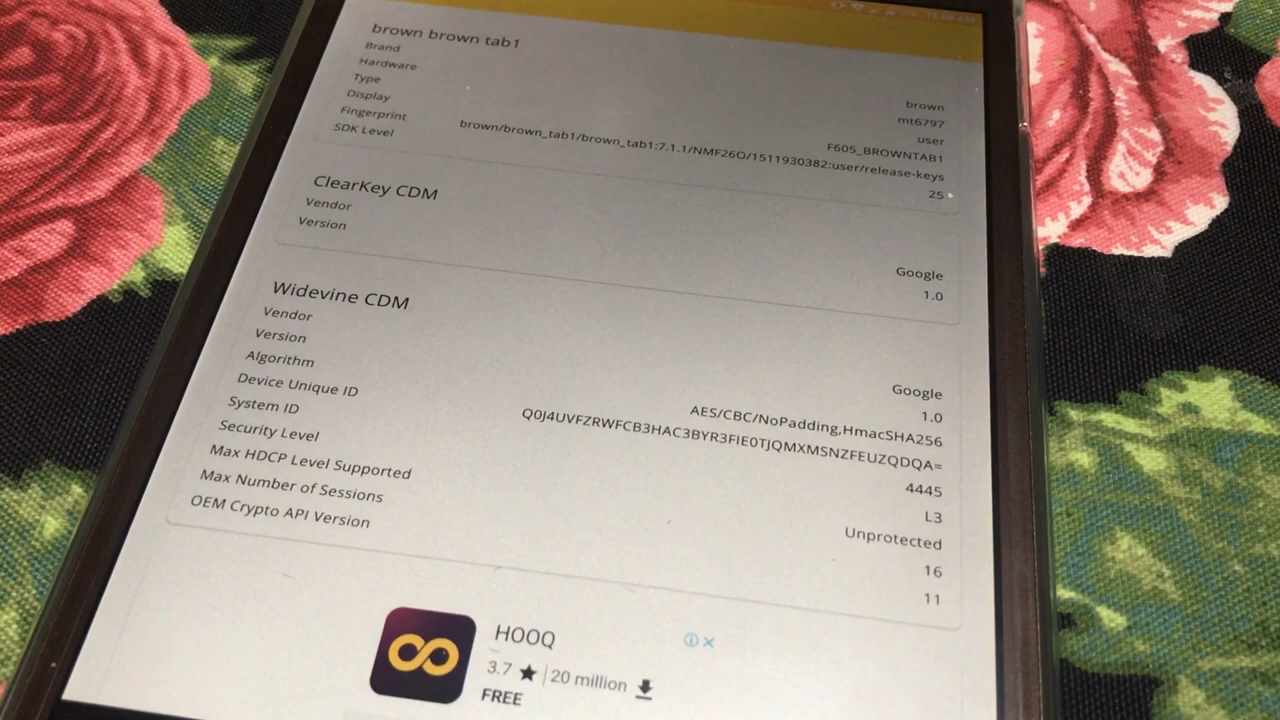 brown brown tab1
Brand brown
Hardware mt6797
Type user
Display F605_BROWNTAB1
Fingerprint brown/brown_tab1/brown_tab1:7.1.1/NMF26O/1511930382:user/release-keys
SDK Level 25
ClearKey CDM
Vendor Google
Version 1.0
Widevine CDM
Vendor Google
Version 1.0
Algorithm AES/CBC/NoPadding,HmacSHA256
Device Unique ID Q0J4UVFZRWFCB3HAC3BYR3FIE0TJQMXMSNZFEUZQDQA=
System ID 4445
Security Level L3
Max HDCP Level Supported Unprotected
Max Number of Sessions 16
OEM Crypto API Version 11
HOOQ
3.7 ★ | 20 million
FREE